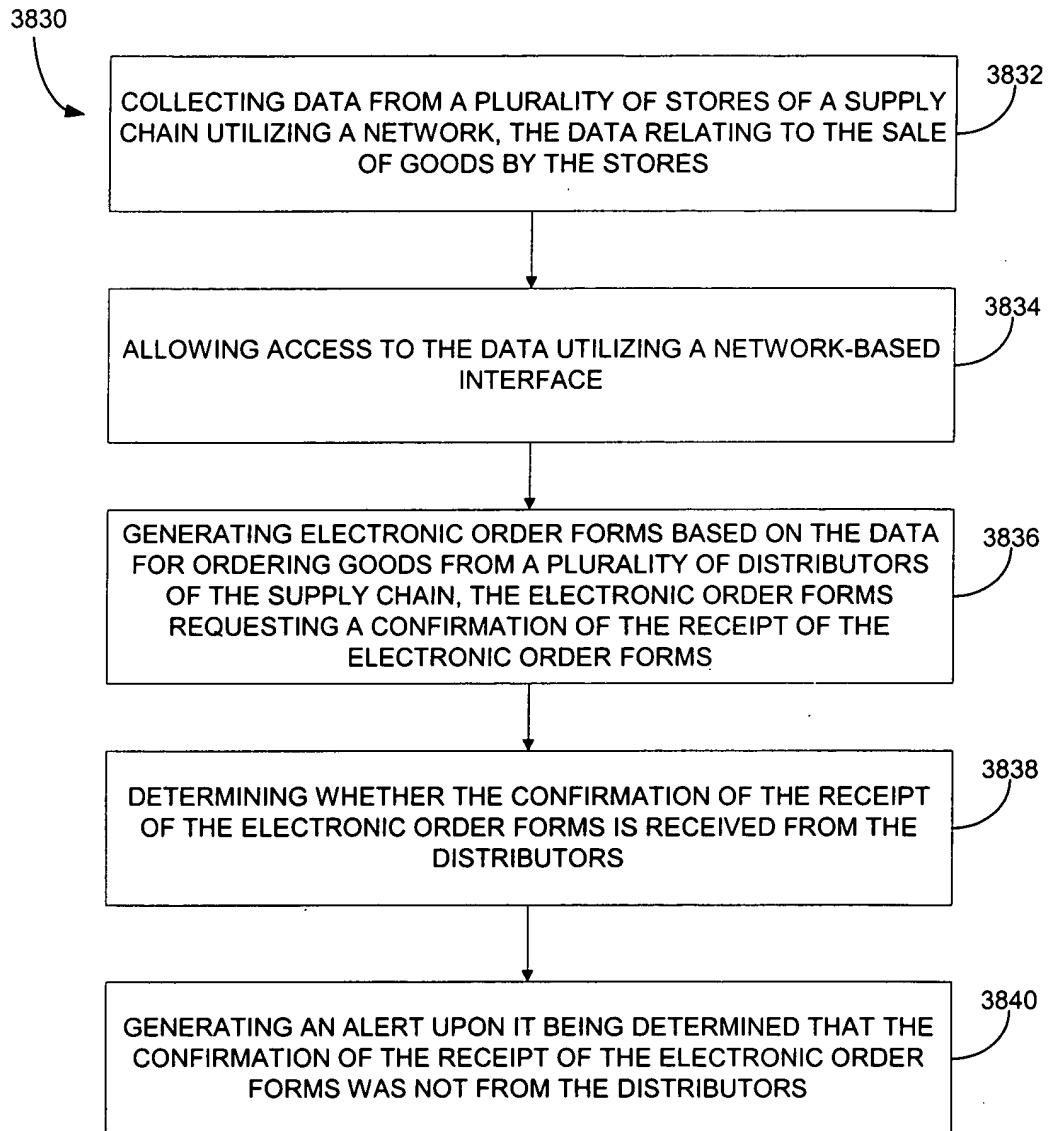 3830
3832
COLLECTING DATA FROM A PLURALITY OF STORES OF A SUPPLY
CHAIN UTILIZING A NETWORK, THE DATA RELATING TO THE SALE
OF GOODS BY THE STORES
3834
ALLOWING ACCESS TO THE DATA UTILIZING A NETWORK-BASED
INTERFACE
3836
GENERATING ELECTRONIC ORDER FORMS BASED ON THE DATA
FOR ORDERING GOODS FROM A PLURALITY OF DISTRIBUTORS
OF THE SUPPLY CHAIN, THE ELECTRONIC ORDER FORMS
REQUESTING A CONFIRMATION OF THE RECEIPT OF THE
ELECTRONIC ORDER FORMS
3838
DETERMINING WHETHER THE CONFIRMATION OF THE RECEIPT
OF THE ELECTRONIC ORDER FORMS IS RECEIVED FROM THE
DISTRIBUTORS
3840
GENERATING AN ALERT UPON IT BEING DETERMINED THAT THE
CONFIRMATION OF THE RECEIPT OF THE ELECTRONIC ORDER
FORMS WAS NOT FROM THE DISTRIBUTORS